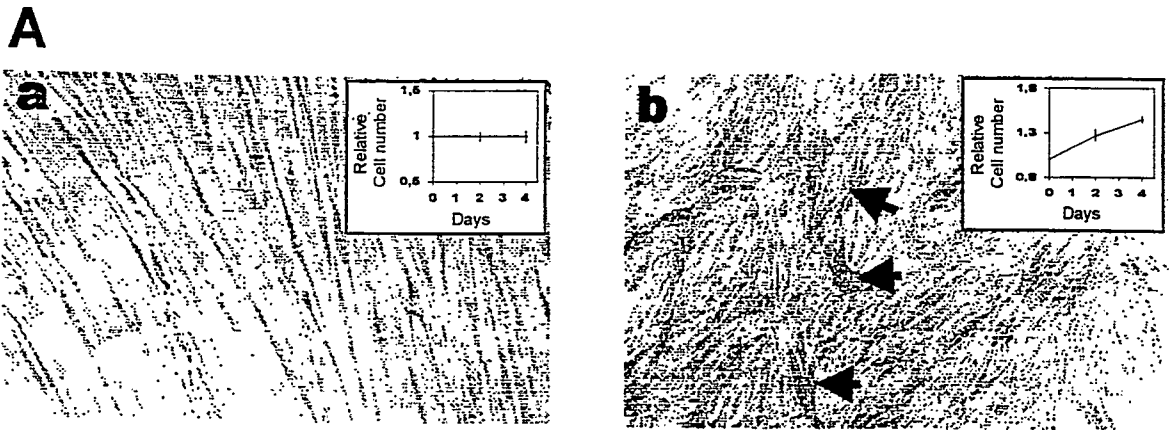 A
a
1,5
1
0,5
Relative
Cell number
0 1 2 3 4
Days
b
1,8
1,3
0,8
Relative
Cell number
0 1 2 3 4
Days